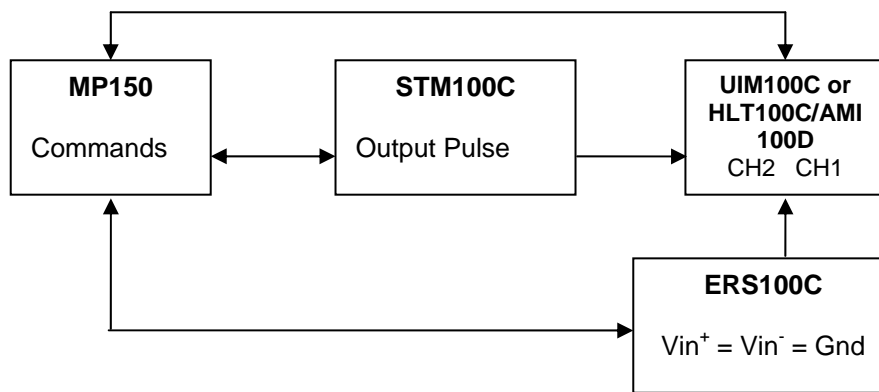 MP150
Commands
STM100C
Output Pulse
UIM100C or
HLT100C/AMI
100D
CH2 CH1
ERS100C
Vin⁺ = Vin⁻ = Gnd